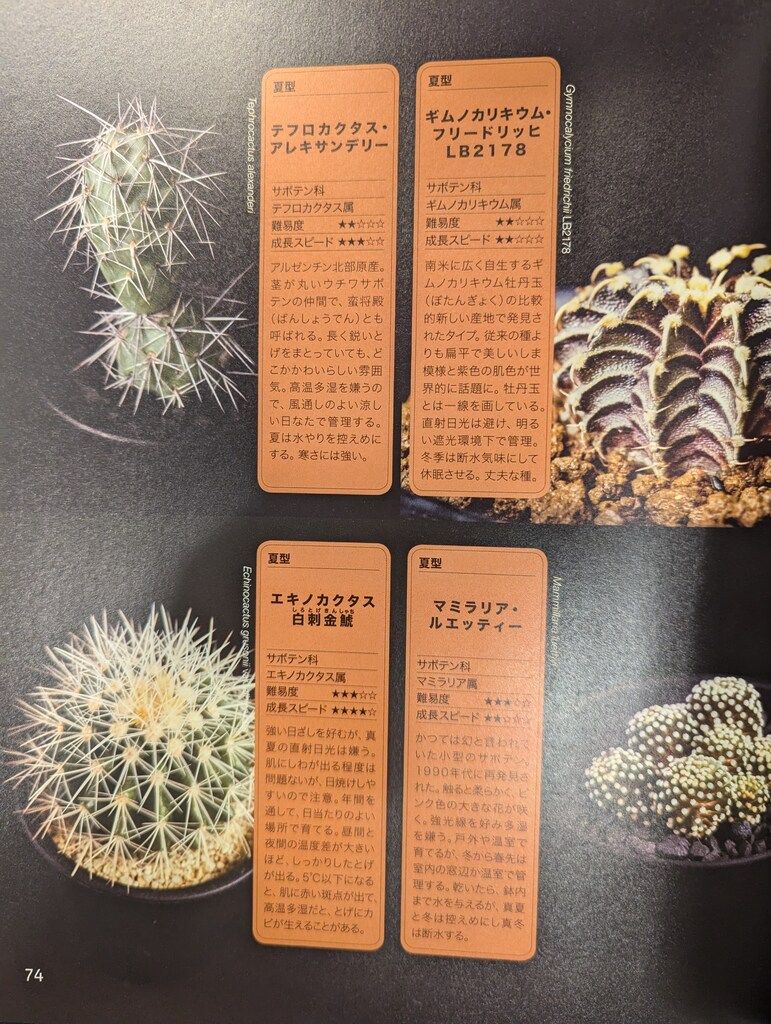 夏型
テフロカクタス・
アレキサンデリー
サボテン科
テフロカクタス属
難易度 ★★☆☆☆
成長スピード ★★★☆☆
アルゼンチン北部原産。
茎が丸いウチワサボ
テンの仲間で、蛮将殿
(ばんしょうでん)とも
呼ばれる。長く鋭いと
げをまとっていても、ど
こかかわいらしい雰囲
気。高温多湿を嫌うの
で、風通しのよい涼し
い日なたで管理する。
夏は水やりを控えめに
する。寒さには強い。
Tephrocactus alexanderi
夏型
ギムノカリキウム・
フリードリッヒ
LB2178
サボテン科
ギムノカリキウム属
難易度 ★★☆☆☆
成長スピード ★★☆☆☆
南米に広く自生するギ
ムノカリキウム牡丹玉
(ぼたんぎょく)の比較
的新しい産地で発見さ
れたタイプ。従来の種よ
りも扁平で美しいしま
模様と紫色の肌色が世
界的に話題に。牡丹玉
とは一線を画している。
直射日光は避け、明る
い遮光環境下で管理。
冬季は断水気味にして
休眠させる。丈夫な種。
Gymnocalycium friedrichii LB2178
夏型
エキノカクタス
しろとげきんしゃち
白刺金鯱
サボテン科
エキノカクタス属
難易度 ★★★☆☆
成長スピード ★★★★☆
強い日ざしを好むが、真
夏の直射日光は嫌う。
肌にしわが出る程度は
問題ないが、日焼けしや
すいので注意。年間を
通して、日当たりのよい
場所で育てる。昼間と
夜間の温度差が大きい
ほど、しっかりしたとげ
が出る。5℃以下になる
と、肌に赤い斑点が出て、
高温多湿だと、とげにカ
ビが生えることがある。
Echinocactus grusonii
夏型
マミラリア・
ルエッティー
サボテン科
マミラリア属
難易度 ★★★☆☆
成長スピード ★★☆☆☆
かつては幻と言われて
いた小型のサボテン。
1990年代に再発見さ
れた。触ると柔らかく、ピ
ンク色の大きな花が咲
く。強光線を好み多湿
を嫌う。戸外や温室で
育てるが、冬から春先は
室内の窓辺か温室で管
理する。乾いたら、鉢内
まで水を与えるが、真夏
と冬は控えめにし真冬
は断水する。
Mammillaria
74